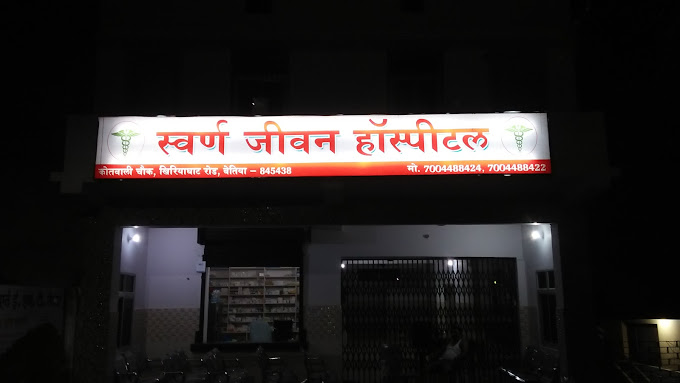 स्वर्ण जीवन हॉस्पीटल
कोतवाली चौक, खिरियाघाट रोड, बेतिया – 845438
मो. 7004488424, 7004488422